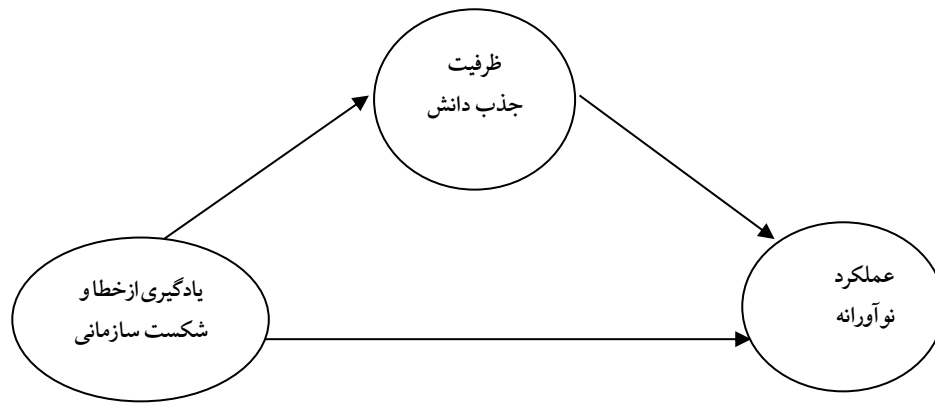 ظرفیت
جذب دانش
یادگیری از خطا و
شکست سازمانی
عملکرد
نوآورانه